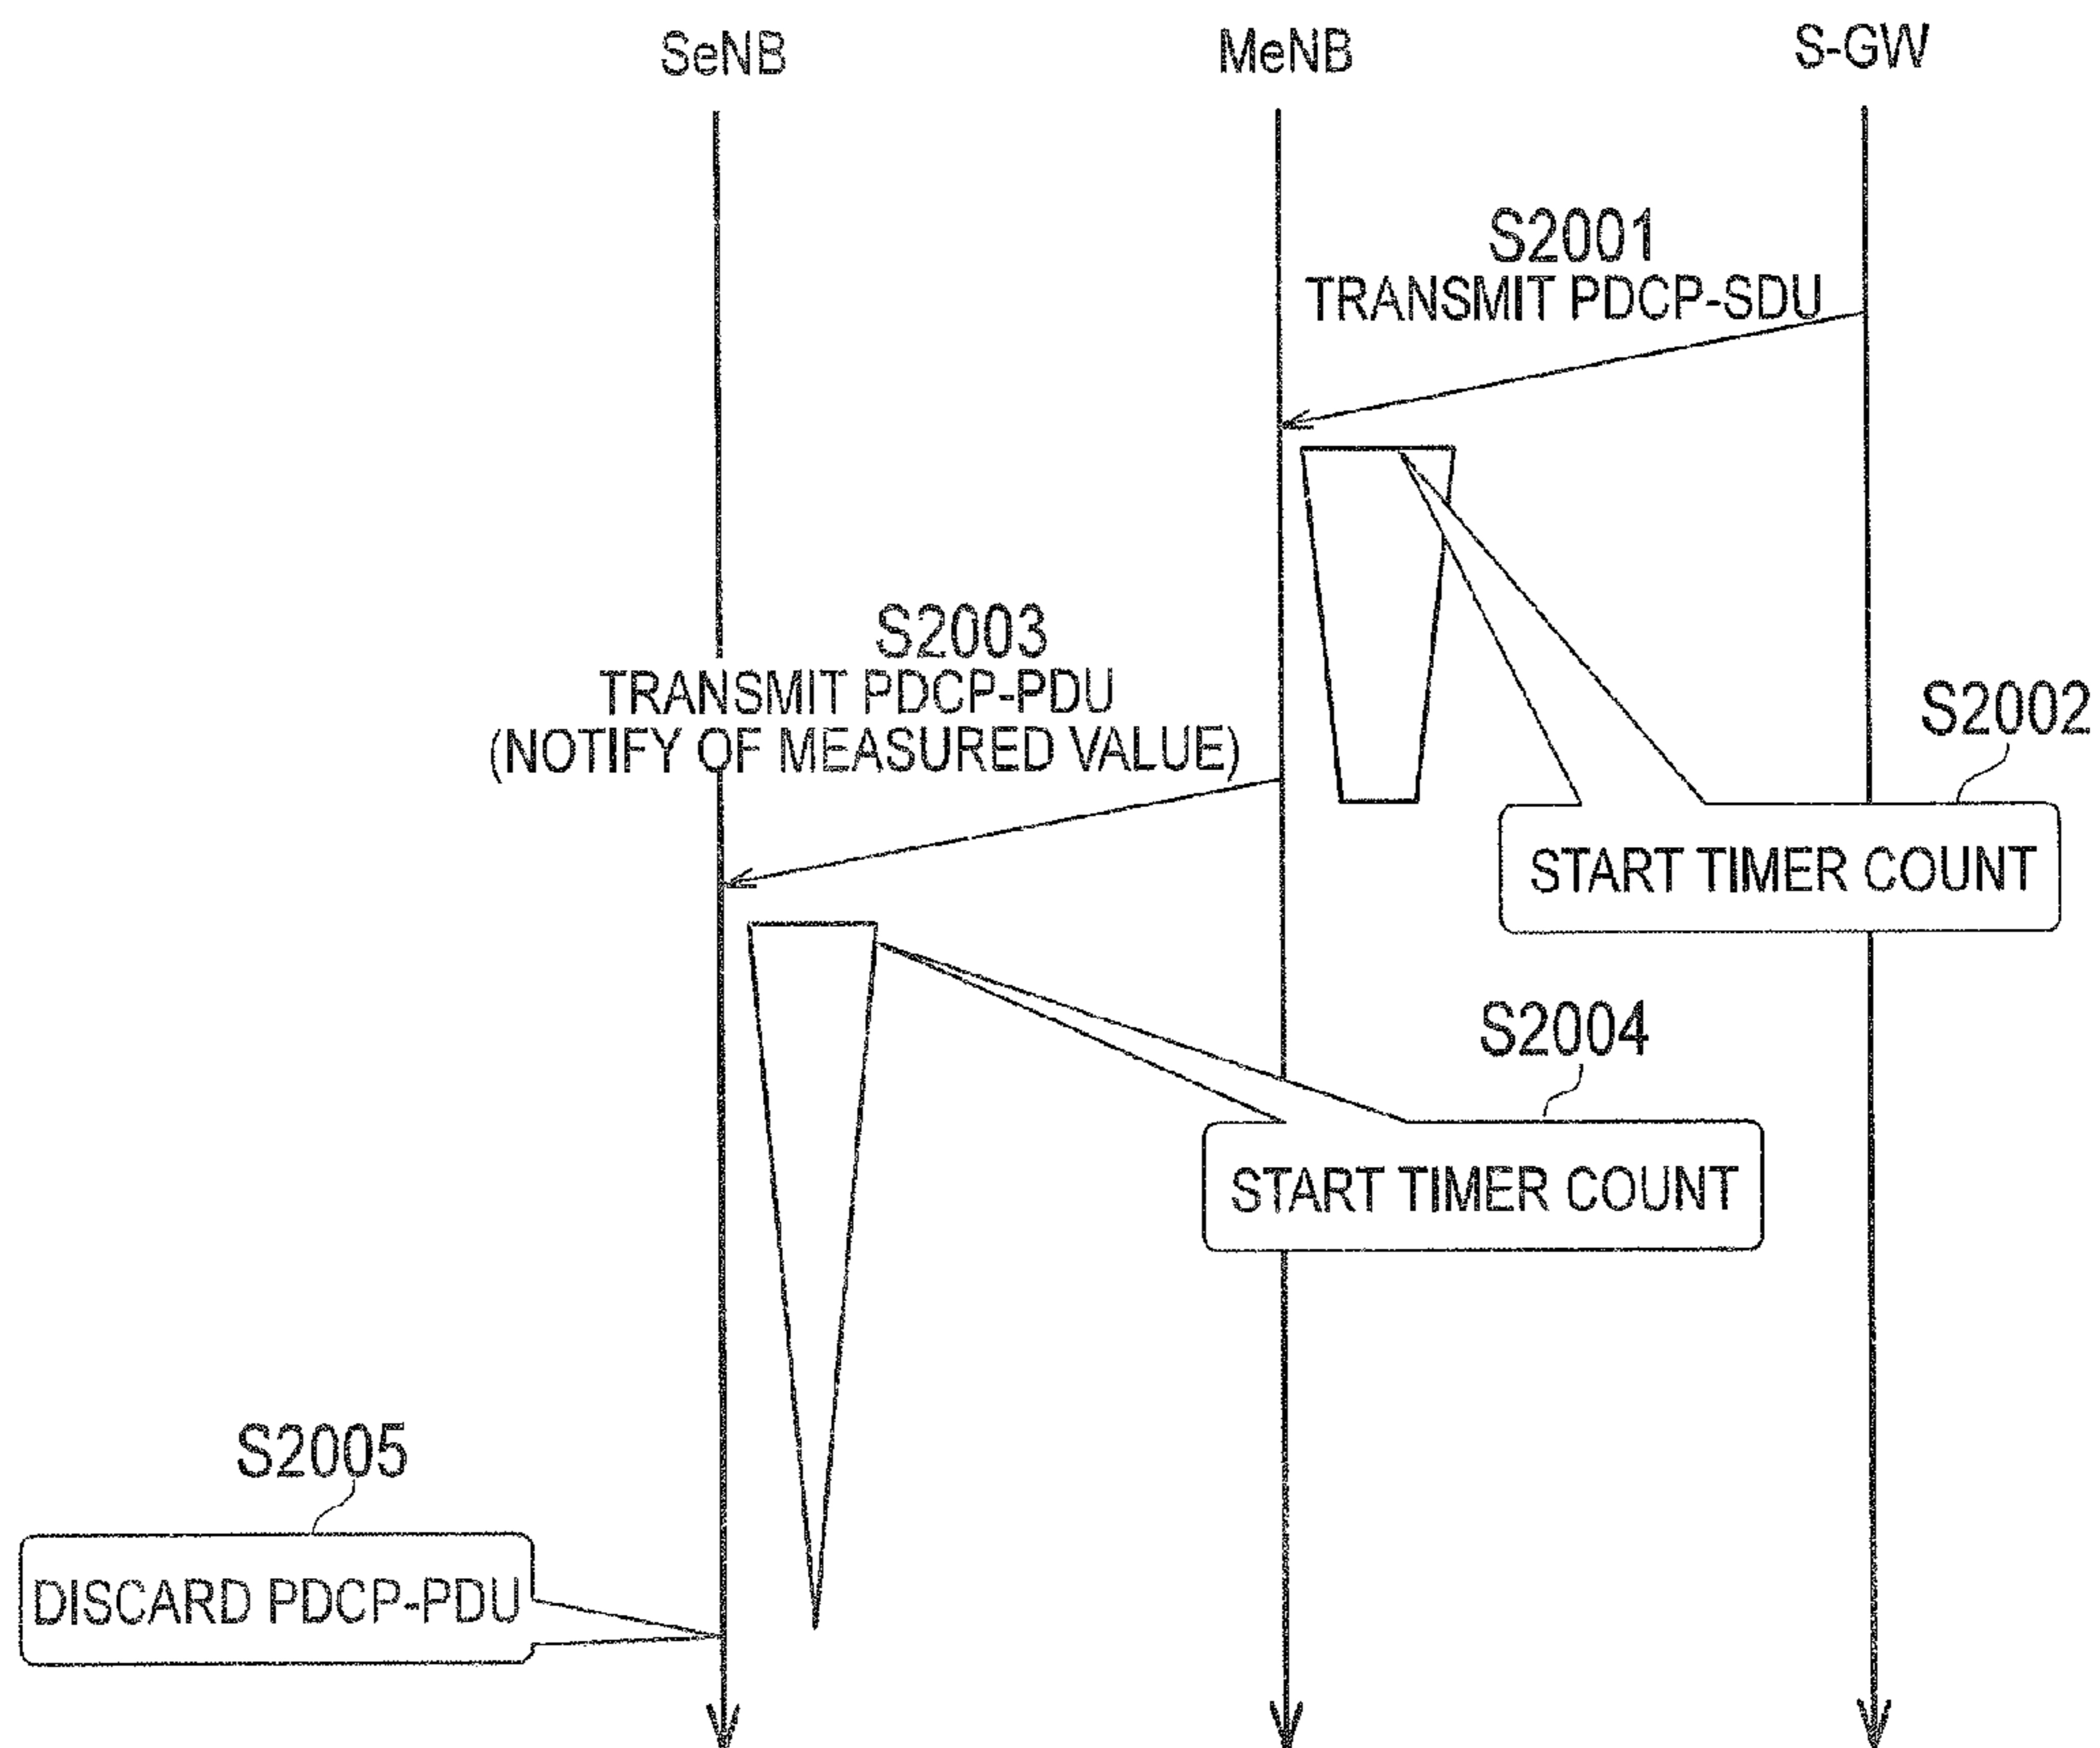 SeNB
MeNB
S-GW
S2001
TRANSMIT PDCP-SDU
S2003
TRANSMIT PDCP-PDU
(NOTIFY OF MEASURED VALUE)
S2002
START TIMER COUNT
S2004
START TIMER COUNT
S2005
DISCARD PDCP-PDU